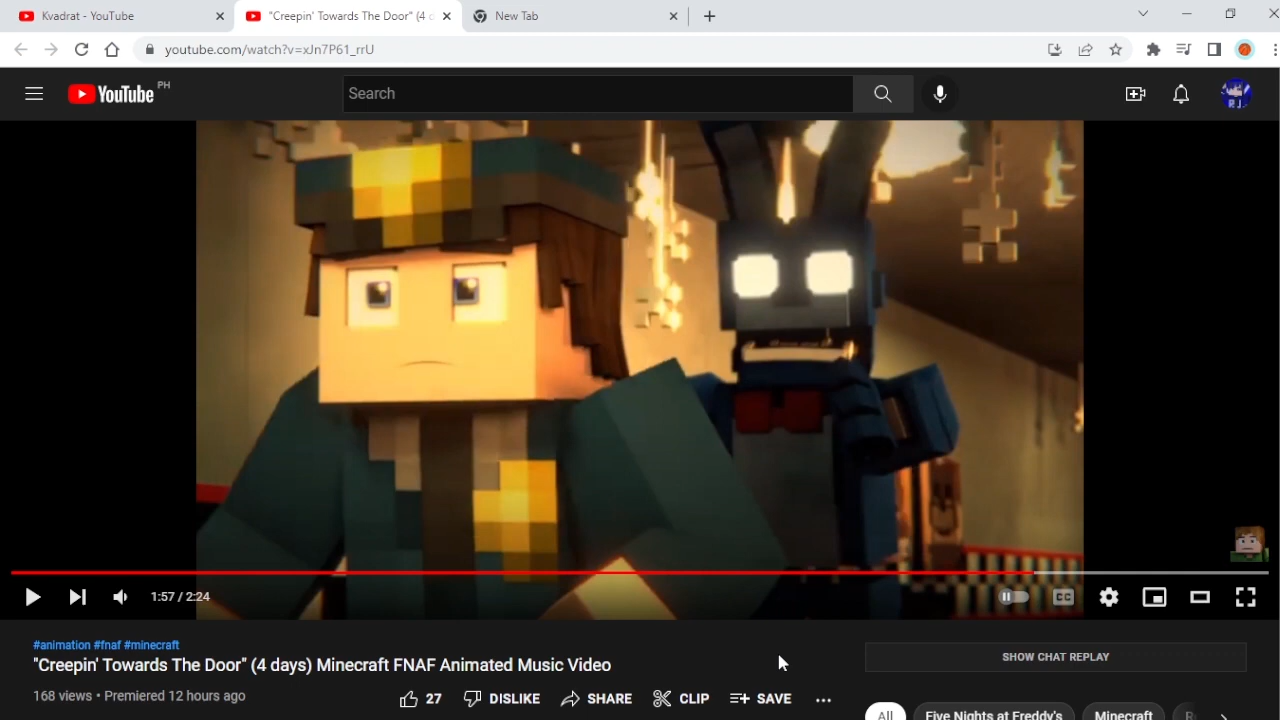 Kvadrat - YouTube
"Creepin' Towards The Door" (4 d
New Tab
youtube.com/watch?v=xJn7P61_rrU
YouTube PH
Search
1:57 / 2:24
CC
#animation #fnaf #minecraft
"Creepin' Towards The Door" (4 days) Minecraft FNAF Animated Music Video
168 views • Premiered 12 hours ago
27
DISLIKE
SHARE
CLIP
SAVE
SHOW CHAT REPLAY
All
Five Nights at Freddy's
Minecraft